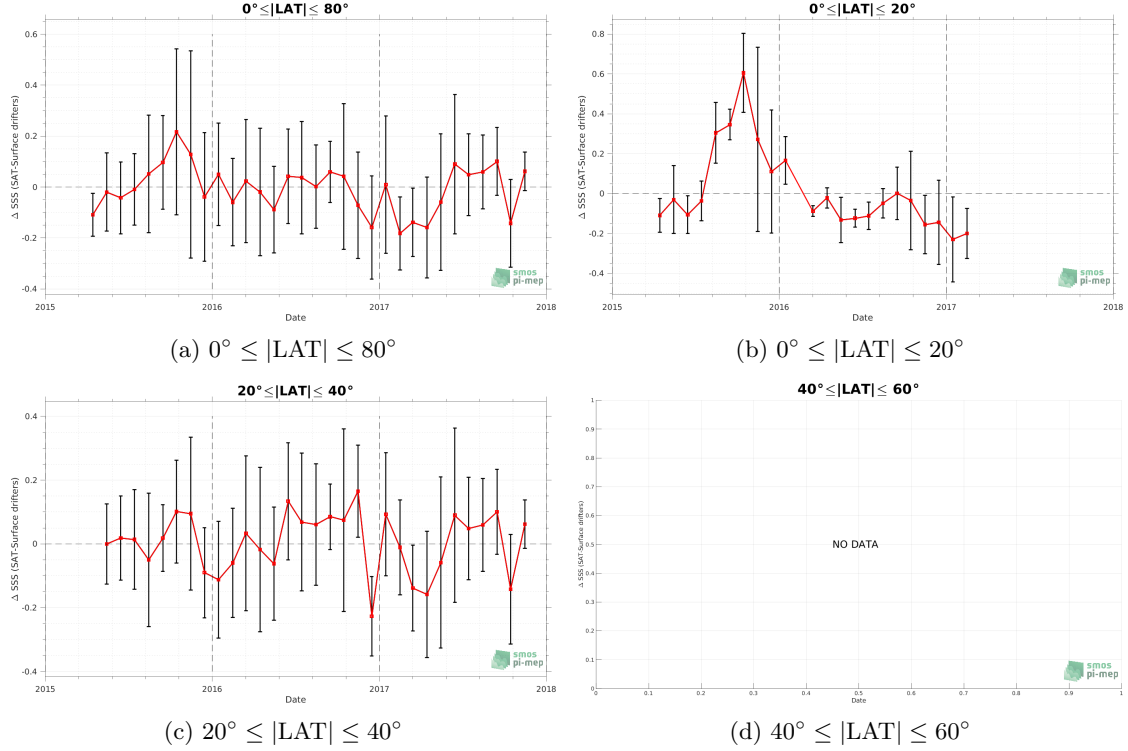 0°≤|LAT|≤ 80°
0.6
0.4
0.2
0
-0.2
-0.4
Δ SSS (SAT-Surface drifters)
2015
2016
2017
2018
Date
smos
pi-mep
(a) 0° ≤ |LAT| ≤ 80°
0°≤|LAT|≤ 20°
0.8
0.6
0.4
0.2
0
-0.2
-0.4
Δ SSS (SAT-Surface drifters)
2015
2016
2017
2018
Date
smos
pi-mep
(b) 0° ≤ |LAT| ≤ 20°
20°≤|LAT|≤ 40°
0.4
0.2
0
-0.2
-0.4
Δ SSS (SAT-Surface drifters)
2015
2016
2017
2018
Date
smos
pi-mep
(c) 20° ≤ |LAT| ≤ 40°
40°≤|LAT|≤ 60°
1
0.9
0.8
0.7
0.6
0.5
0.4
0.3
0.2
0.1
0
Δ SSS (SAT-Surface drifters)
NO DATA
0
0.1
0.2
0.3
0.4
0.5
0.6
0.7
0.8
0.9
1
Date
smos
pi-mep
(d) 40° ≤ |LAT| ≤ 60°